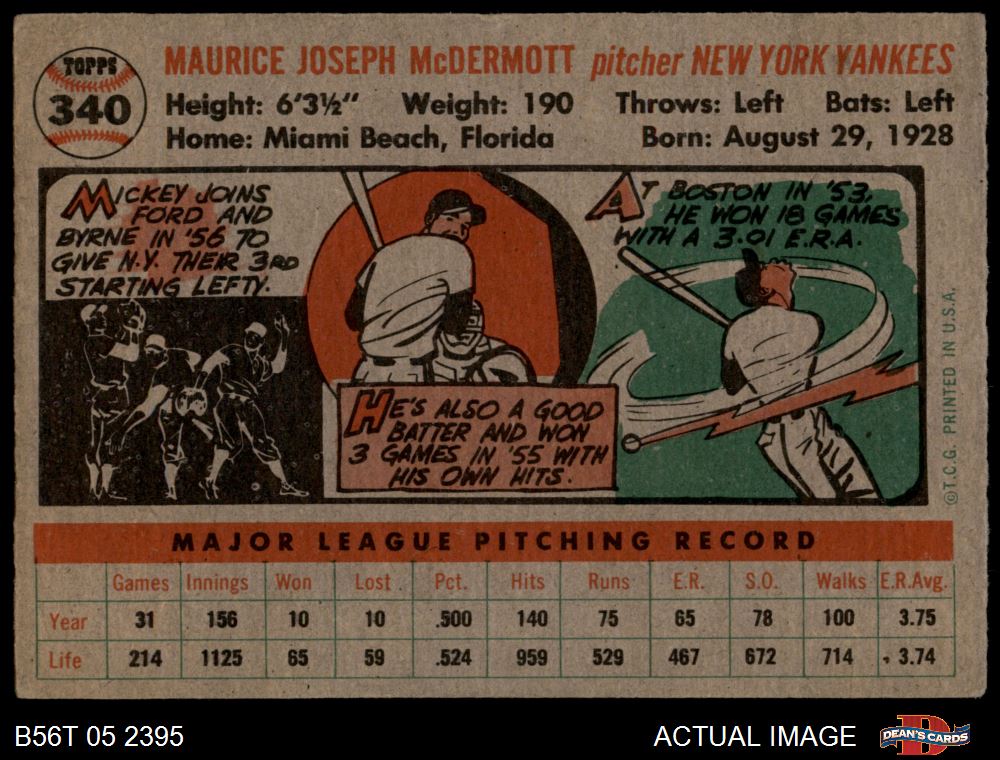 TOPPS
340
MAURICE JOSEPH McDERMOTT pitcher NEW YORK YANKEES
Height: 6'3½" Weight: 190 Throws: Left Bats: Left
Home: Miami Beach, Florida Born: August 29, 1928
MICKEY JOINS
FORD AND
BYRNE IN '56 TO
GIVE N.Y. THEIR 3RD
STARTING LEFTY.
HE'S ALSO A GOOD
BATTER AND WON
3 GAMES IN '55 WITH
HIS OWN HITS.
AT BOSTON IN '53,
HE WON 18 GAMES
WITH A 3.01 E.R.A.
©T.C.G. PRINTED IN U.S.A.
MAJOR LEAGUE PITCHING RECORD
Games Innings Won Lost Pct. Hits Runs E.R. S.O. Walks E.R.Avg.
Year 31 156 10 10 .500 140 75 65 78 100 3.75
Life 214 1125 65 59 .524 959 529 467 672 714 3.74
B56T 05 2395
ACTUAL IMAGE
D
DEAN'S CARDS